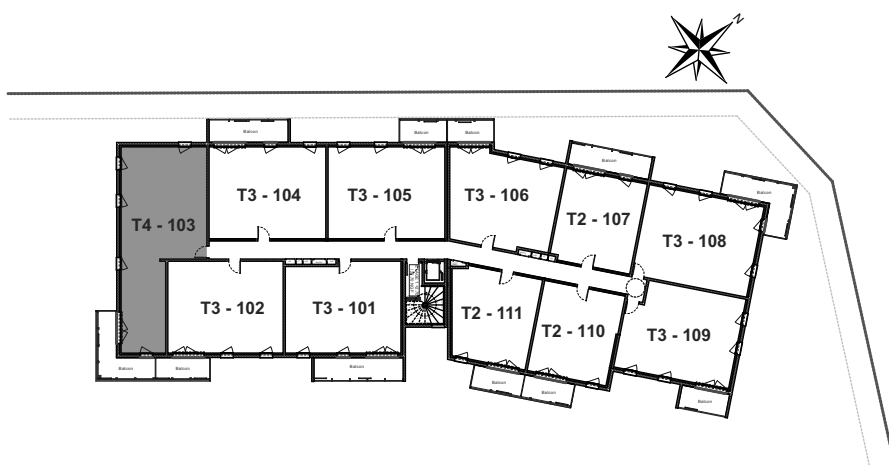 N
Balcon
Balcon
Balcon
Balcon
Balcon
T3 - 104
T3 - 105
T3 - 106
T2 - 107
T3 - 108
T4 - 103
T3 - 102
T3 - 101
T2 - 111
T2 - 110
T3 - 109
Balcon
Balcon
Balcon
Balcon
Balcon
Balcon